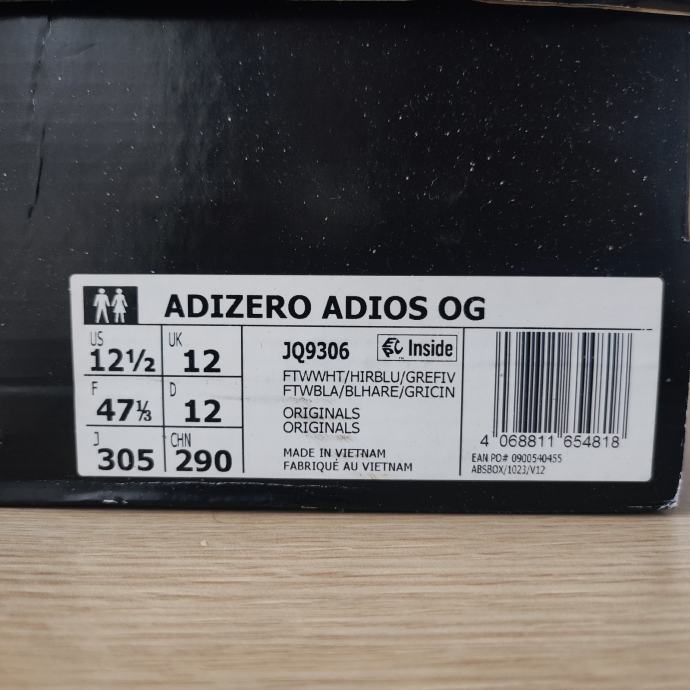 ADIZERO ADIOS OG
US
12½
UK
12
F
47⅓
D
12
J
305
CHN
290
JQ9306
Inside
FTWWHT/HIRBLU/GREFIV
FTWBLA/BLHARE/GRICIN
ORIGINALS
ORIGINALS
MADE IN VIETNAM
FABRIQUÉ AU VIETNAM
4 068811 654818
EAN PO# 0900540455
ABSBOX/1023/V12